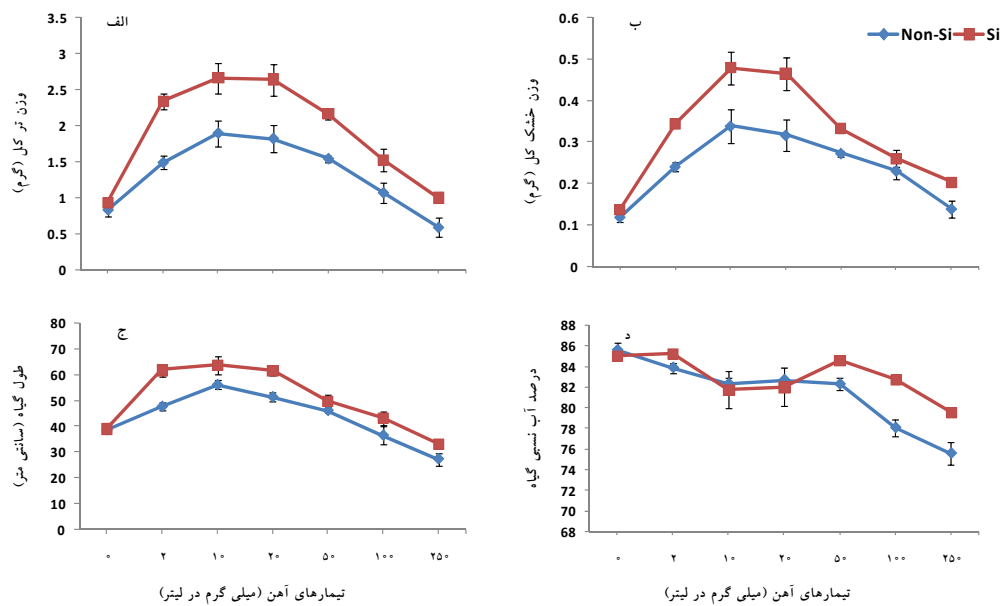 الف
وزن تر کل (گرم)
3.5
3
2.5
2
1.5
1
0.5
0
ب
Non-Si Si
وزن خشک کل (گرم)
0.6
0.5
0.4
0.3
0.2
0.1
0
ج
طول گیاه (سانتی متر)
80
70
60
50
40
30
20
10
0
۰ ۲ ۱۰ ۲۰ ۵۰ ۱۰۰ ۲۵۰
تیمارهای آهن (میلی گرم در لیتر)
د
درصد آب نسبی گیاه
88
86
84
82
80
78
76
74
72
70
68
۰ ۲ ۱۰ ۲۰ ۵۰ ۱۰۰ ۲۵۰
تیمارهای آهن (میلی گرم در لیتر)